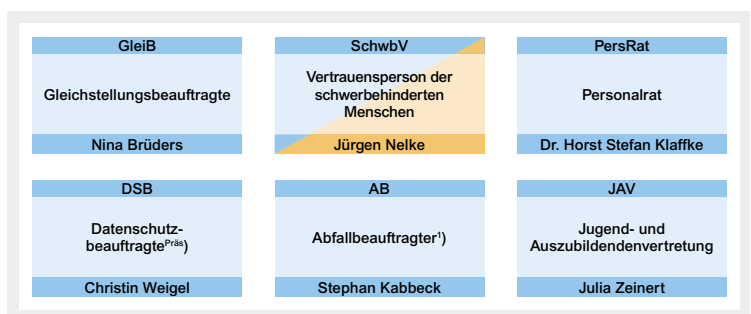 GleiB
Gleichstellungsbeauftragte
Nina Brüders
SchwbV
Vertrauensperson der
schwerbehinderten
Menschen
Jürgen Nelke
PersRat
Personalrat
Dr. Horst Stefan Klaffke
DSB
Datenschutz-
beauftragtePräs)
Christin Weigel
AB
Abfallbeauftragter¹)
Stephan Kabbeck
JAV
Jugend- und
Auszubildendenvertretung
Julia Zeinert